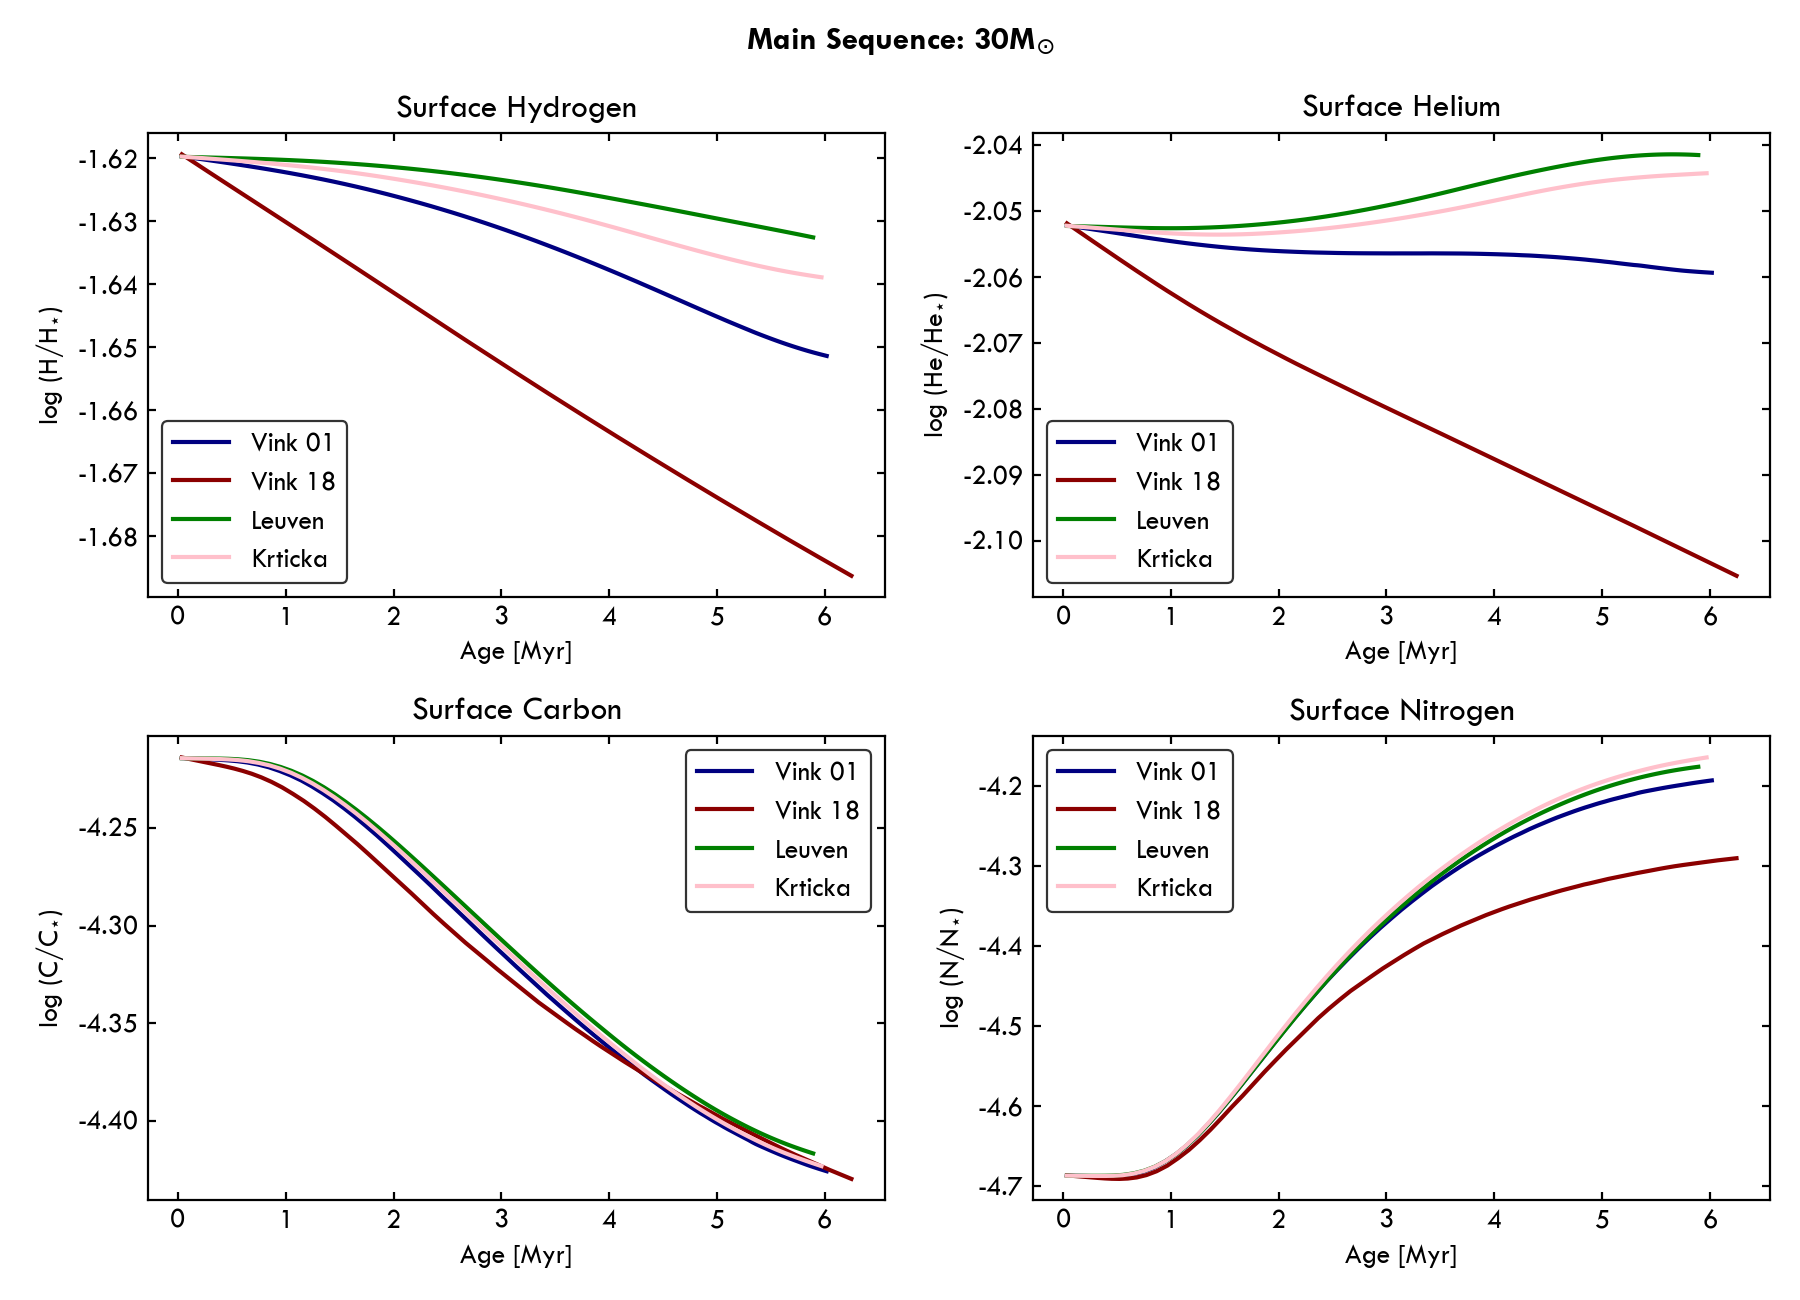 Main Sequence: 30M☉
Surface Hydrogen
-1.62
-1.63
-1.64
-1.65
-1.66
-1.67
-1.68
log (H/H⋆)
Vink 01
Vink 18
Leuven
Krticka
0 1 2 3 4 5 6
Age [Myr]
Surface Helium
-2.04
-2.05
-2.06
-2.07
-2.08
-2.09
-2.10
log (He/He⋆)
Vink 01
Vink 18
Leuven
Krticka
0 1 2 3 4 5 6
Age [Myr]
Surface Carbon
-4.25
-4.30
-4.35
-4.40
log (C/C⋆)
Vink 01
Vink 18
Leuven
Krticka
0 1 2 3 4 5 6
Age [Myr]
Surface Nitrogen
-4.2
-4.3
-4.4
-4.5
-4.6
-4.7
log (N/N⋆)
Vink 01
Vink 18
Leuven
Krticka
0 1 2 3 4 5 6
Age [Myr]